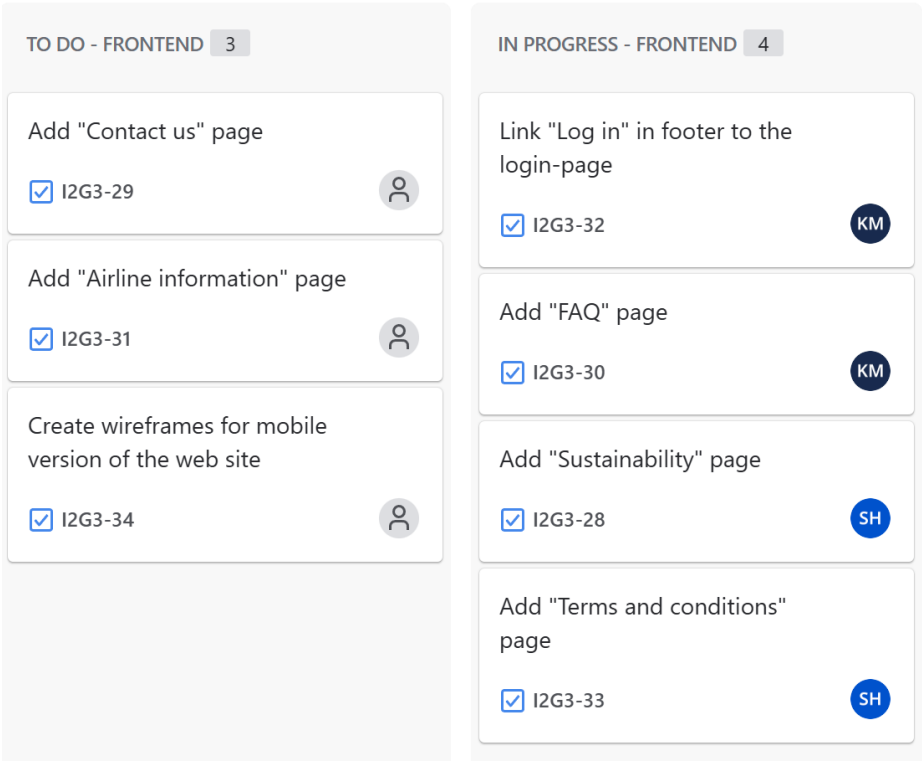 TO DO - FRONTEND 3
Add "Contact us" page
I2G3-29
Add "Airline information" page
I2G3-31
Create wireframes for mobile
version of the web site
I2G3-34
IN PROGRESS - FRONTEND 4
Link "Log in" in footer to the
login-page
I2G3-32 KM
Add "FAQ" page
I2G3-30 KM
Add "Sustainability" page
I2G3-28 SH
Add "Terms and conditions"
page
I2G3-33 SH